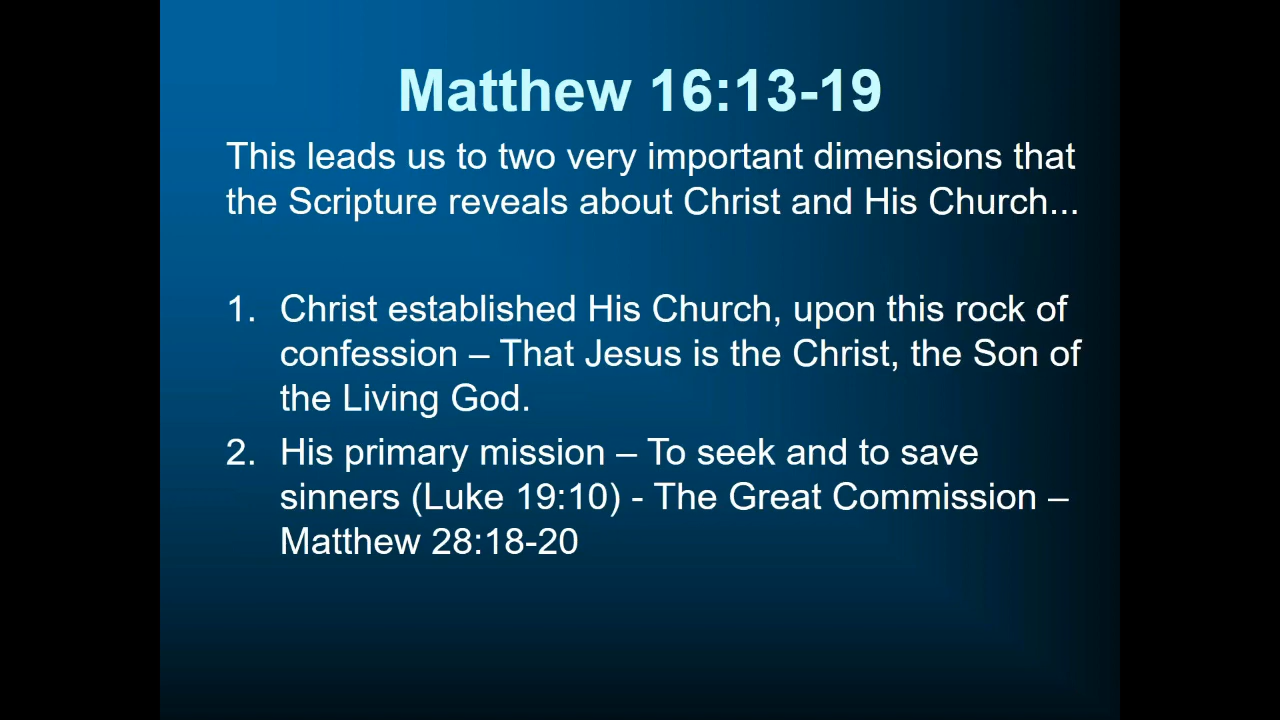 Matthew 16:13-19
This leads us to two very important dimensions that
the Scripture reveals about Christ and His Church...
1. Christ established His Church, upon this rock of
confession – That Jesus is the Christ, the Son of
the Living God.
2. His primary mission – To seek and to save
sinners (Luke 19:10) - The Great Commission –
Matthew 28:18-20